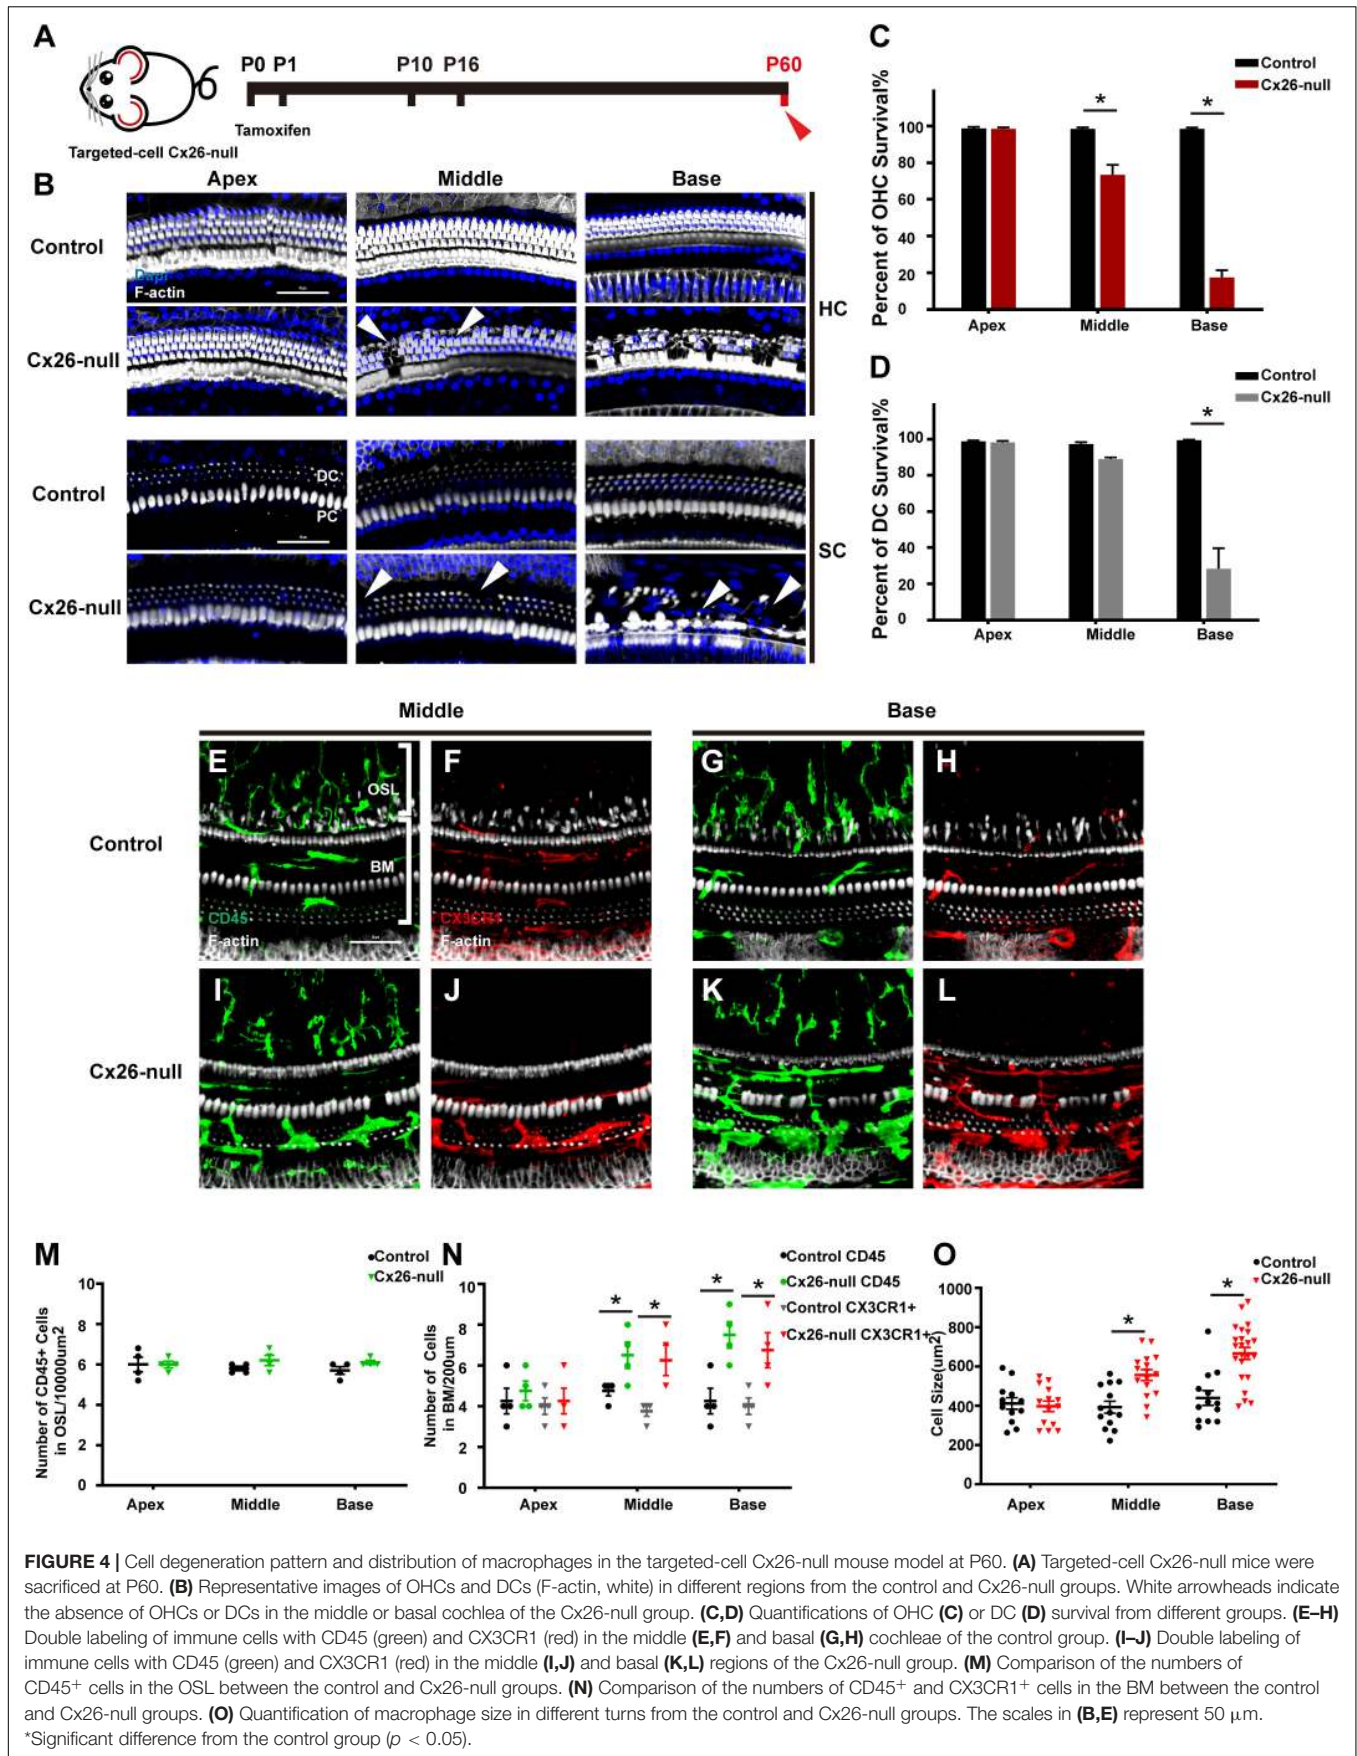 A
P0 P1 P10 P16 P60
Tamoxifen
Targeted-cell Cx26-null
B
Apex Middle Base
Control
Dapi
F-actin
HC
Cx26-null
Control
DC
PC
SC
Cx26-null
C
Control
Cx26-null
Percent of OHC Survival%
100
80
60
40
20
0
* *
Apex Middle Base
D
Control
Cx26-null
Percent of DC Survival%
100
80
60
40
20
0
*
Apex Middle Base
Middle Base
E F G H
OSL
Control
BM
CD45
F-actin
CX3CR1
F-actin
I J K L
Cx26-null
M
Control
Cx26-null
Number of CD45+ Cells
in OSL/10000um2
10
8
6
4
2
0
Apex Middle Base
N
Control CD45
Cx26-null CD45
Control CX3CR1+
Cx26-null CX3CR1+
Number of Cells
in BM/200um
10
8
6
4
2
0
* * * *
Apex Middle Base
O
Control
Cx26-null
Cell Size(um2)
1000
800
600
400
200
0
* *
Apex Middle Base
FIGURE 4 | Cell degeneration pattern and distribution of macrophages in the targeted-cell Cx26-null mouse model at P60. (A) Targeted-cell Cx26-null mice were
sacrificed at P60. (B) Representative images of OHCs and DCs (F-actin, white) in different regions from the control and Cx26-null groups. White arrowheads indicate
the absence of OHCs or DCs in the middle or basal cochlea of the Cx26-null group. (C,D) Quantifications of OHC (C) or DC (D) survival from different groups. (E–H)
Double labeling of immune cells with CD45 (green) and CX3CR1 (red) in the middle (E,F) and basal (G,H) cochleae of the control group. (I–J) Double labeling of
immune cells with CD45 (green) and CX3CR1 (red) in the middle (I,J) and basal (K,L) regions of the Cx26-null group. (M) Comparison of the numbers of
CD45+ cells in the OSL between the control and Cx26-null groups. (N) Comparison of the numbers of CD45+ and CX3CR1+ cells in the BM between the control
and Cx26-null groups. (O) Quantification of macrophage size in different turns from the control and Cx26-null groups. The scales in (B,E) represent 50 μm.
*Significant difference from the control group (p < 0.05).